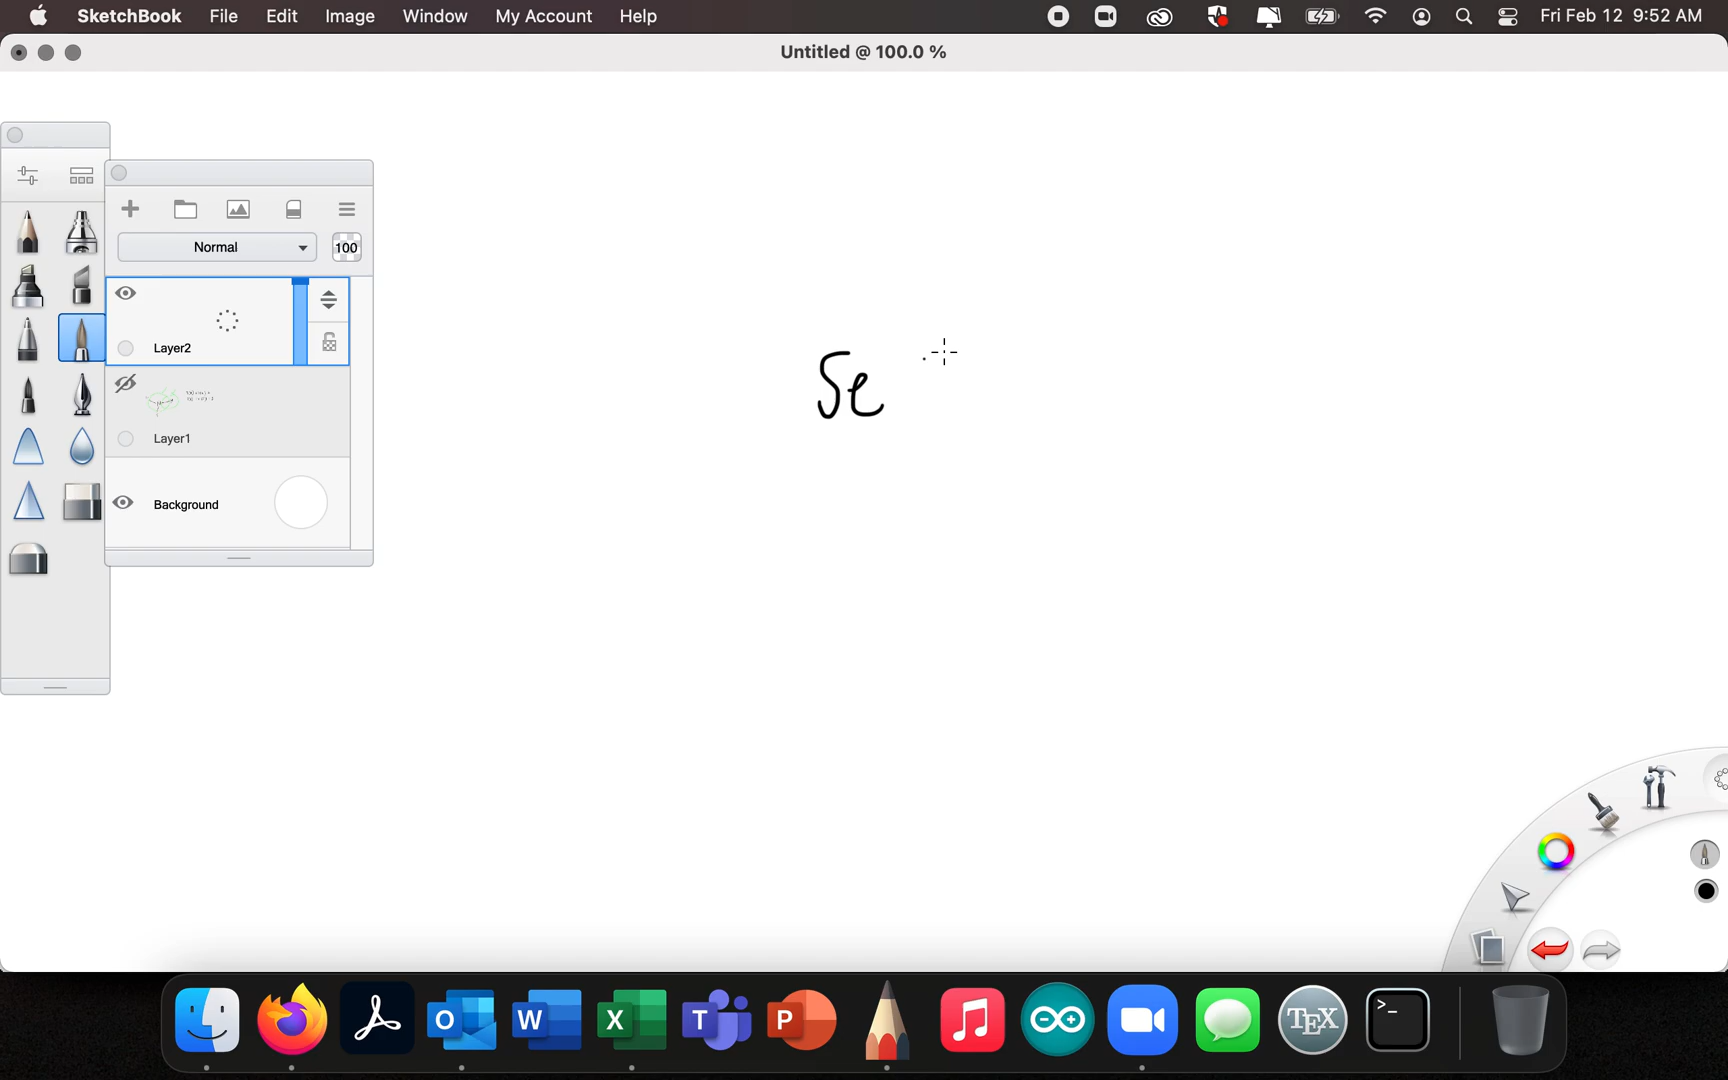 SketchBook File Edit Image Window My Account Help Fri Feb 12 9:52 AM
Untitled @ 100.0 %
Normal 100
Layer2
Layer1
Background
Se
O W X T P TEX >_